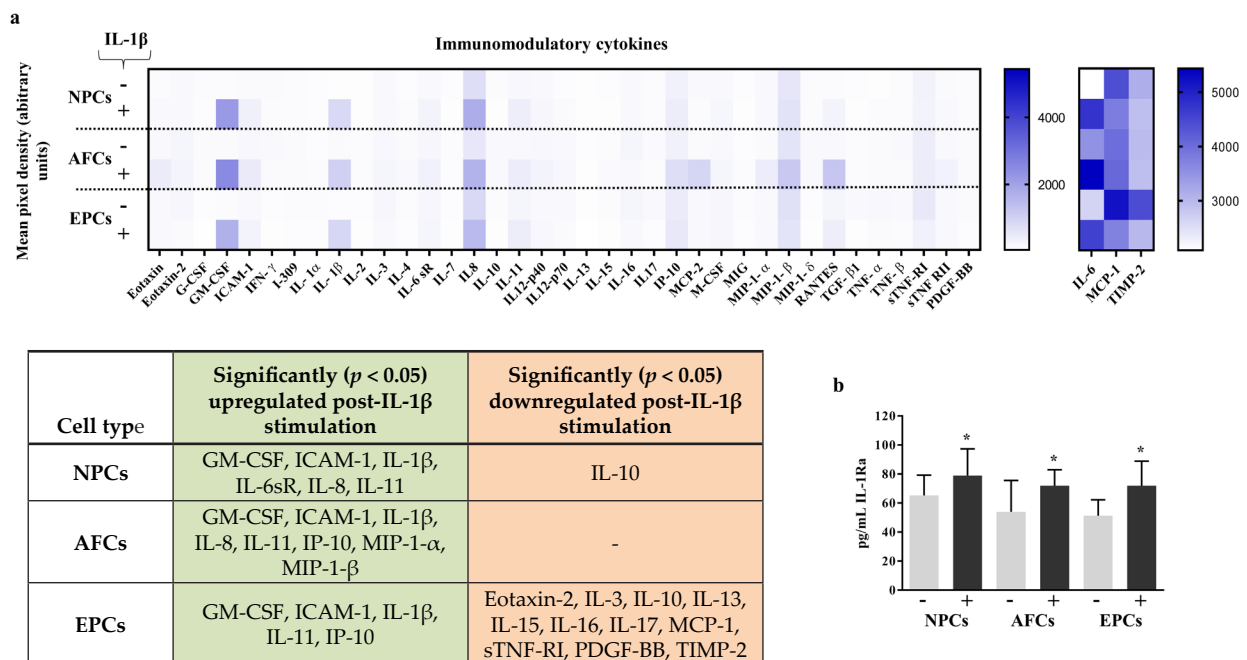 a
IL-1β
Immunomodulatory cytokines
Mean pixel density (abitrary
units)
NPCs
-
+
AFCs
-
+
EPCs
-
+
4000
2000
5000
4000
3000
Eotaxin
Eotaxin-2
G-CSF
GM-CSF
ICAM-1
IFN- γ
I-309
IL- 1α
IL- 1β
IL-2
IL-3
IL-4
IL-6 sR
IL-7
IL8
IL-10
IL-11
IL12-p40
IL12-p70
IL-13
IL-15
IL-16
IL17
IP-10
MCP-2
M-CSF
MIG
MIP-1- α
MIP-1- β
MIP-1- δ
RANTES
TGF- β1
TNF- α
TNF- β
sTNF-RI
sTNF RII
PDGF-BB
IL-6
MCP-1
TIMP-2
Cell type
Significantly (p < 0.05)
upregulated post-IL-1β
stimulation
Significantly (p < 0.05)
downregulated post-IL-1β
stimulation
NPCs
GM-CSF, ICAM-1, IL-1β,
IL-6sR, IL-8, IL-11
IL-10
AFCs
GM-CSF, ICAM-1, IL-1β,
IL-8, IL-11, IP-10, MIP-1-α,
MIP-1-β
-
EPCs
GM-CSF, ICAM-1, IL-1β,
IL-11, IP-10
Eotaxin-2, IL-3, IL-10, IL-13,
IL-15, IL-16, IL-17, MCP-1,
sTNF-RI, PDGF-BB, TIMP-2
b
pg/mL IL-1Ra
120
100
80
60
40
20
0
* * *
- + - + - +
NPCs AFCs EPCs